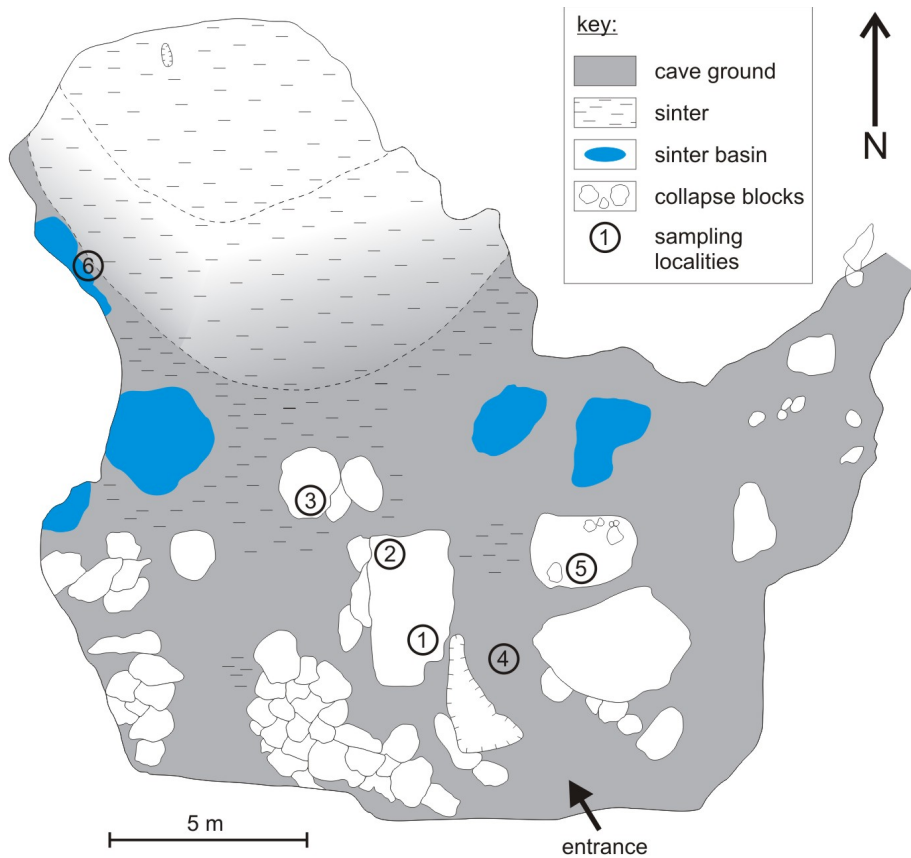 key:
cave ground
sinter
sinter basin
collapse blocks
1 sampling
localities
N
6
3
2
5
1
4
5 m
entrance